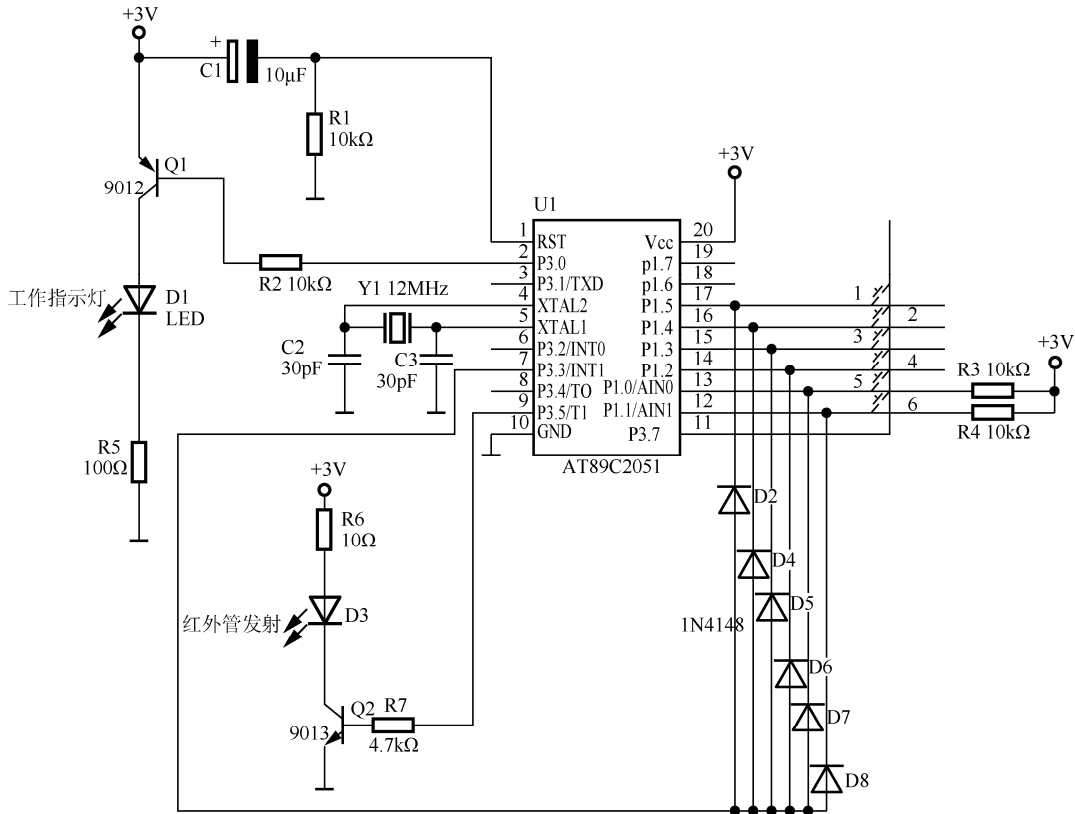 +3V
+
C1
10μF
R1
10kΩ
Q1
9012
+3V
U1
1
RST
Vcc
20
2
P3.0
p1.7
19
3
P3.1/TXD
p1.6
18
4
XTAL2
P1.5
17
5
XTAL1
P1.4
16
6
P3.2/INT0
P1.3
15
7
P3.3/INT1
P1.2
14
8
P3.4/TO
P1.0/AIN0
13
9
P3.5/T1
P1.1/AIN1
12
10
GND
P3.7
11
AT89C2051
R2 10kΩ
Y1 12MHz
工作指示灯
D1
LED
C2
30pF
C3
30pF
1
2
3
4
5
6
+3V
R3 10kΩ
R4 10kΩ
R5
100Ω
+3V
R6
10Ω
红外管发射
D3
Q2
9013
R7
4.7kΩ
D2
D4
D5
1N4148
D6
D7
D8